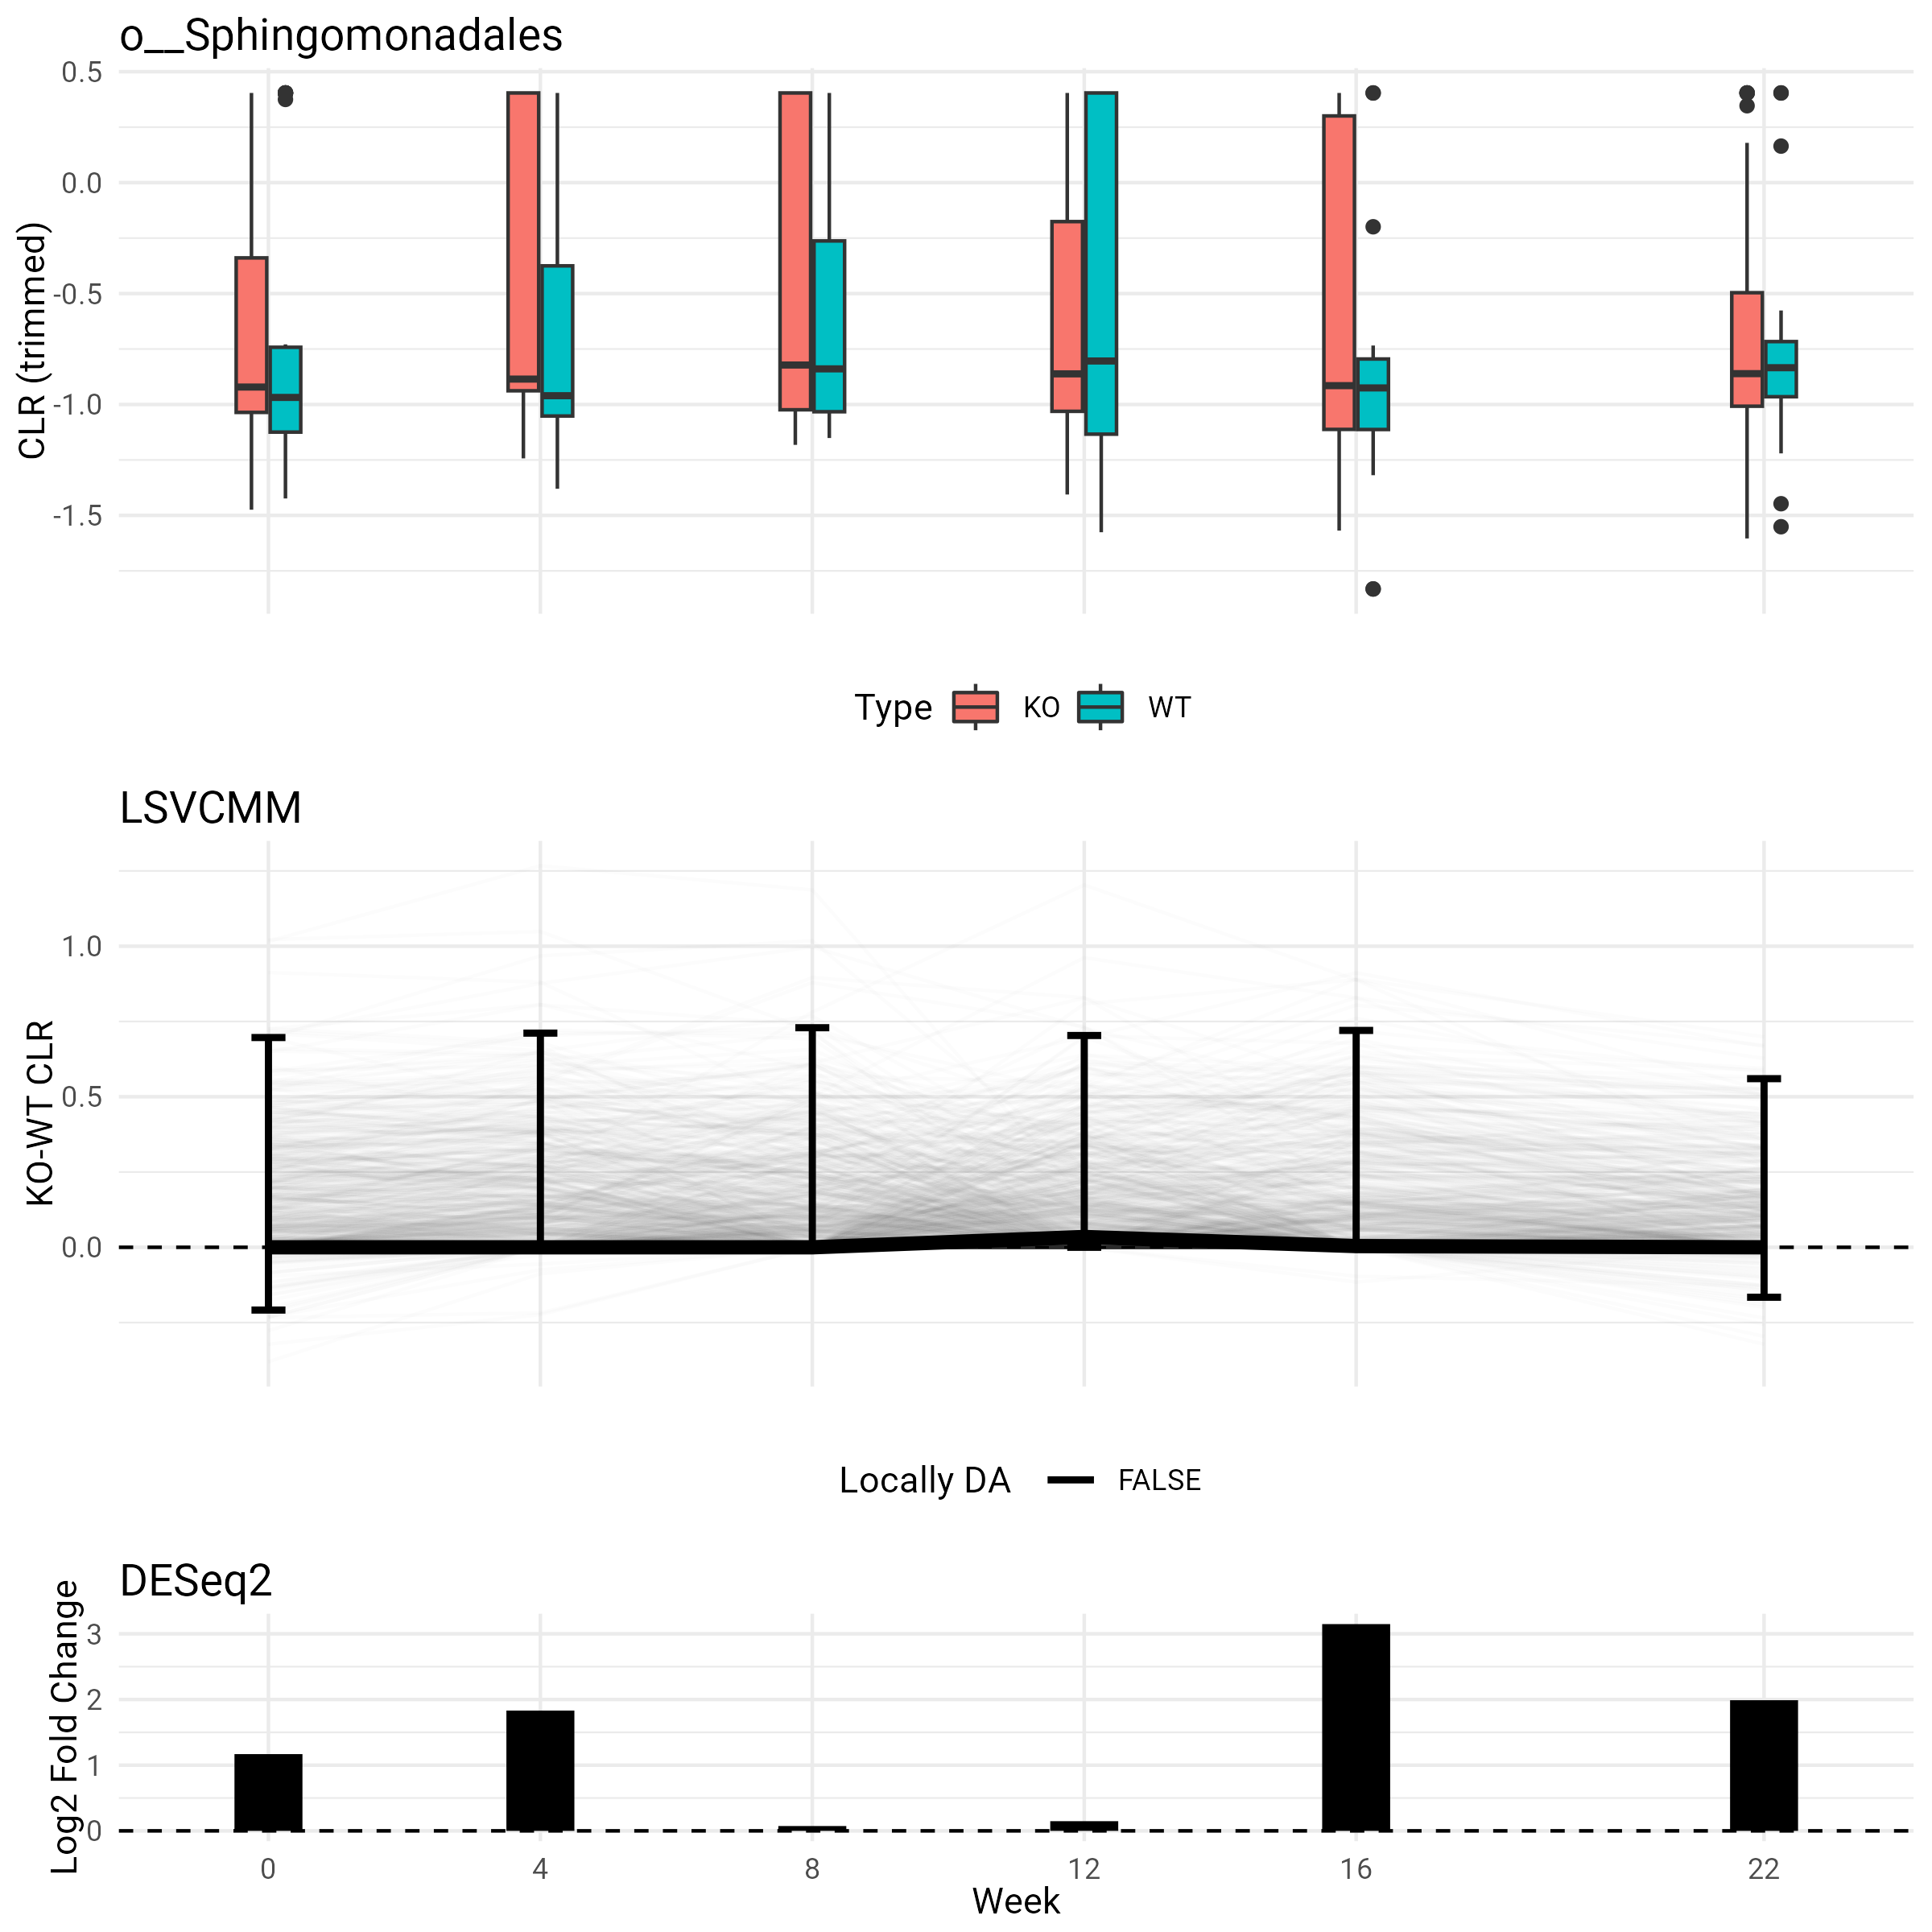 o__Sphingomonadales
CLR (trimmed)
0.5
0.0
-0.5
-1.0
-1.5
Type KO WT
LSVCMM
KO-WT CLR
1.0
0.5
0.0
Locally DA FALSE
DESeq2
Log2 Fold Change
3
2
1
0
0 4 8 12 16 22
Week